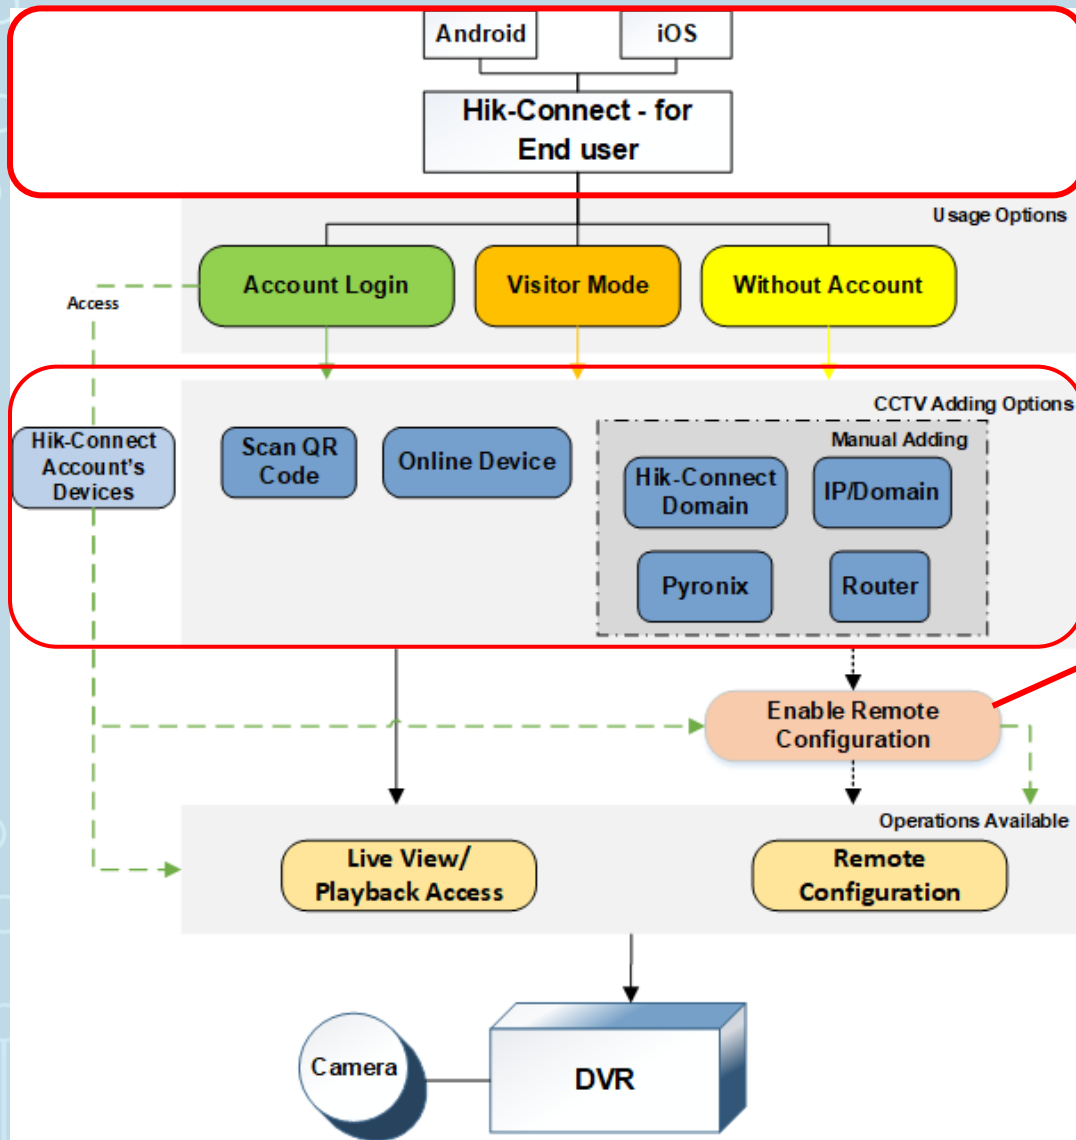 Android
iOS
Hik-Connect - for
End user
Usage Options
Account Login
Visitor Mode
Without Account
Access
CCTV Adding Options
Hik-Connect
Account's
Devices
Scan QR
Code
Online Device
Manual Adding
Hik-Connect
Domain
IP/Domain
Pyronix
Router
Enable Remote
Configuration
Operations Available
Live View/
Playback Access
Remote
Configuration
Camera
DVR